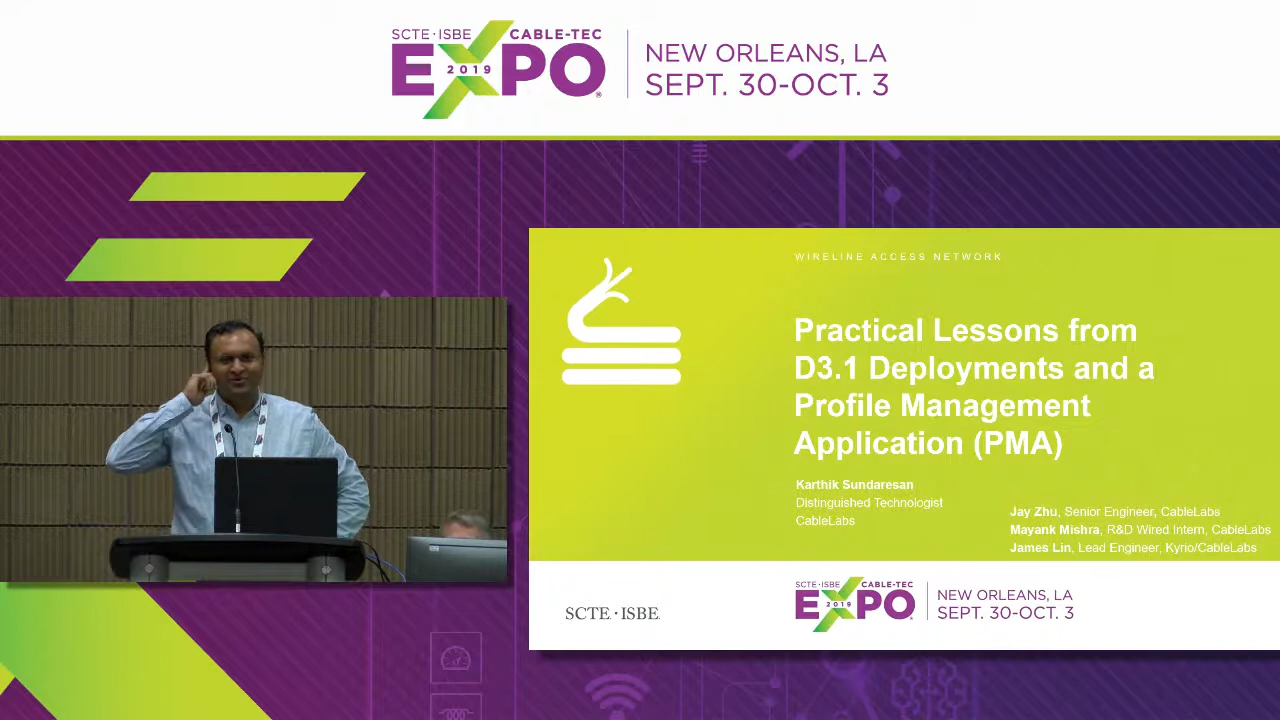 SCTE·ISBE CABLE-TEC
EXPO
2019
NEW ORLEANS, LA
SEPT. 30-OCT. 3
WIRELINE ACCESS NETWORK
Practical Lessons from
D3.1 Deployments and a
Profile Management
Application (PMA)
Karthik Sundaresan
Distinguished Technologist
CableLabs
Jay Zhu, Senior Engineer, CableLabs
Mayank Mishra, R&D Wired Intern, CableLabs
James Lin, Lead Engineer, Kyrio/CableLabs
SCTE·ISBE
SCTE·ISBE CABLE-TEC
EXPO
2019
NEW ORLEANS, LA
SEPT. 30-OCT. 3